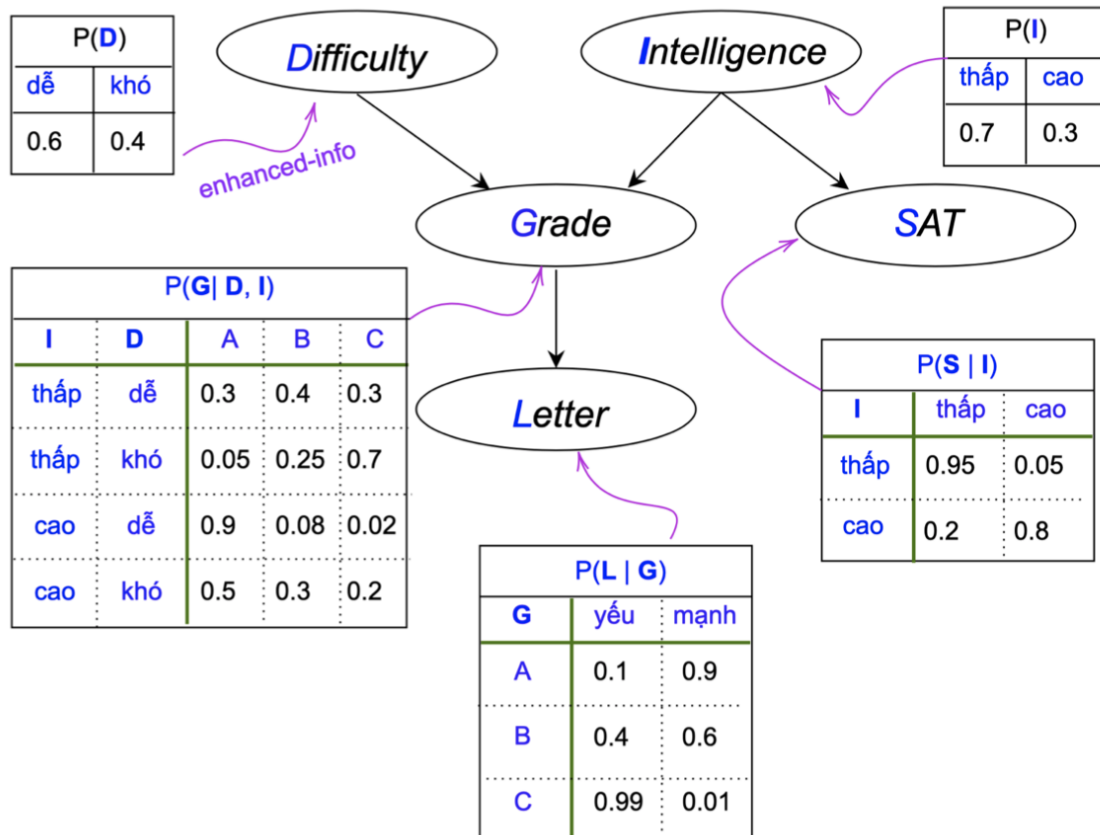 P(D)
dễ khó
0.6 0.4
Difficulty
Intelligence
P(I)
thấp cao
0.7 0.3
enhanced-info
Grade
SAT
P(G| D, I)
I D A B C
thấp dễ 0.3 0.4 0.3
thấp khó 0.05 0.25 0.7
cao dễ 0.9 0.08 0.02
cao khó 0.5 0.3 0.2
Letter
P(S | I)
I thấp cao
thấp 0.95 0.05
cao 0.2 0.8
P(L | G)
G yếu mạnh
A 0.1 0.9
B 0.4 0.6
C 0.99 0.01